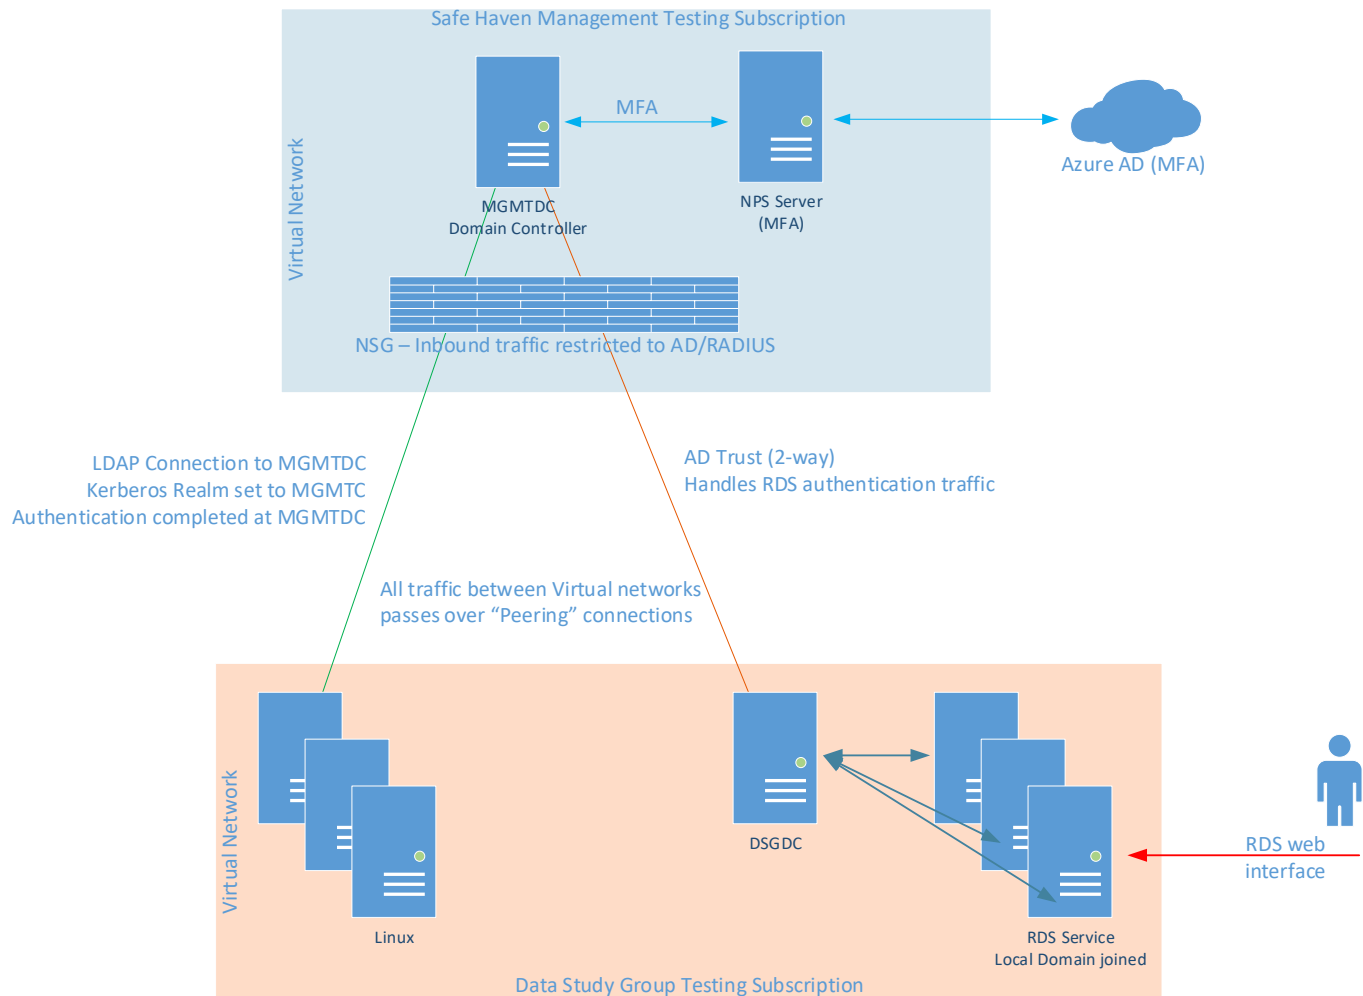 Safe Haven Management Testing Subscription
MFA
Virtual Network
MGMTDC
Domain Controller
NPS Server
(MFA)
Azure AD (MFA)
NSG – Inbound traffic restricted to AD/RADIUS
LDAP Connection to MGMTDC
Kerberos Realm set to MGMTC
Authentication completed at MGMTDC
AD Trust (2-way)
Handles RDS authentication traffic
All traffic between Virtual networks
passes over “Peering” connections
Virtual Network
Linux
DSGDC
RDS Service
Local Domain joined
RDS web
interface
Data Study Group Testing Subscription